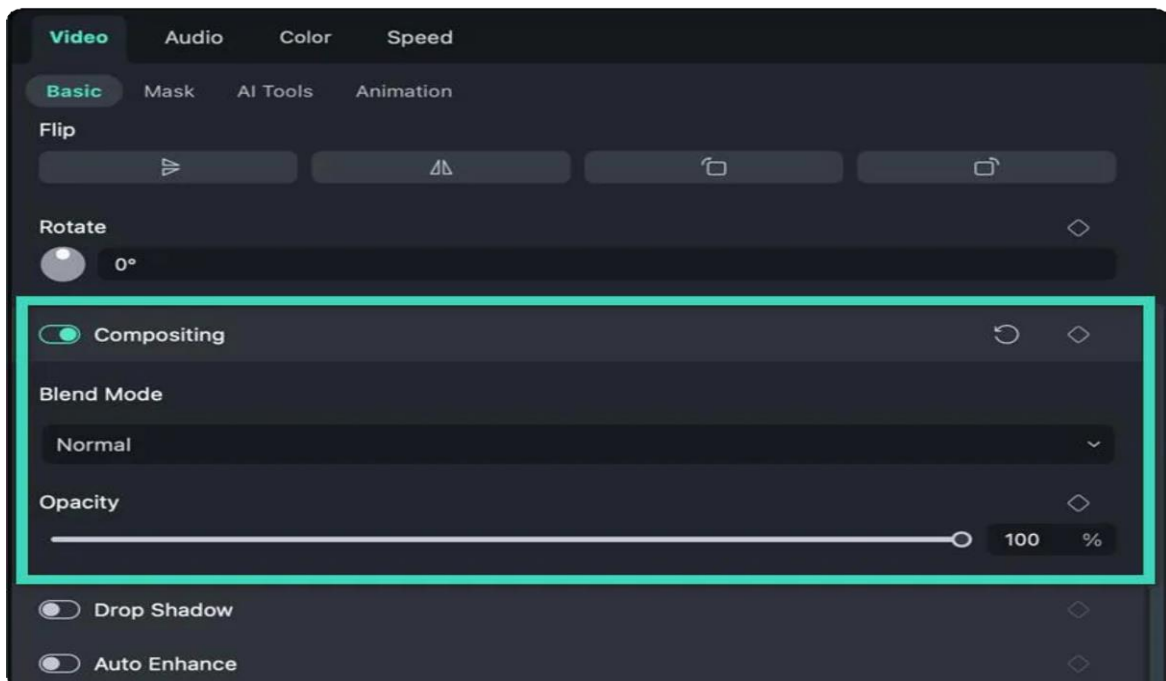 Video Audio Color Speed
Basic Mask AI Tools Animation
Flip
Rotate
0°
Compositing
Blend Mode
Normal
Opacity
100 %
Drop Shadow
Auto Enhance